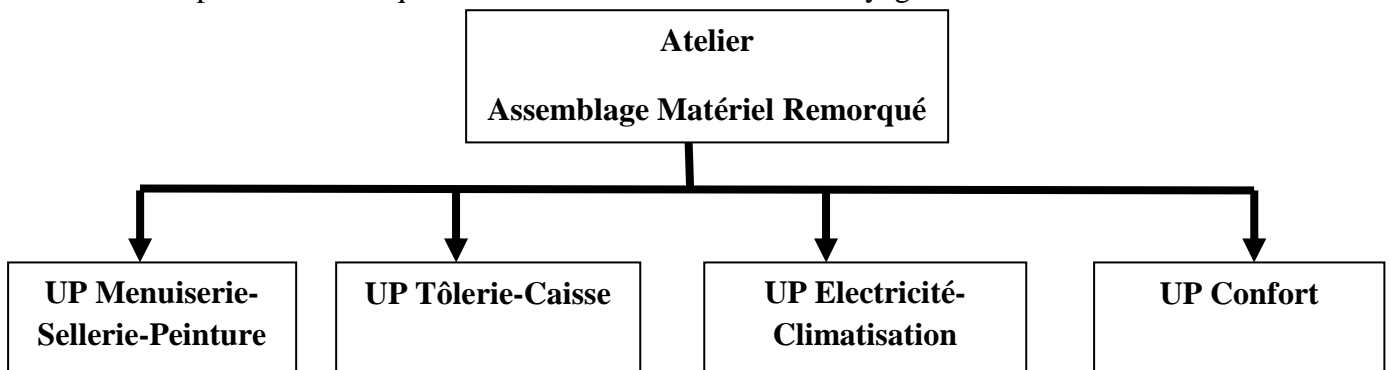 Atelier
Assemblage Matériel Remorqué
UP Menuiserie-
Sellerie-Peinture
UP Tôlerie-Caisse
UP Electricité-
Climatisation
UP Confort